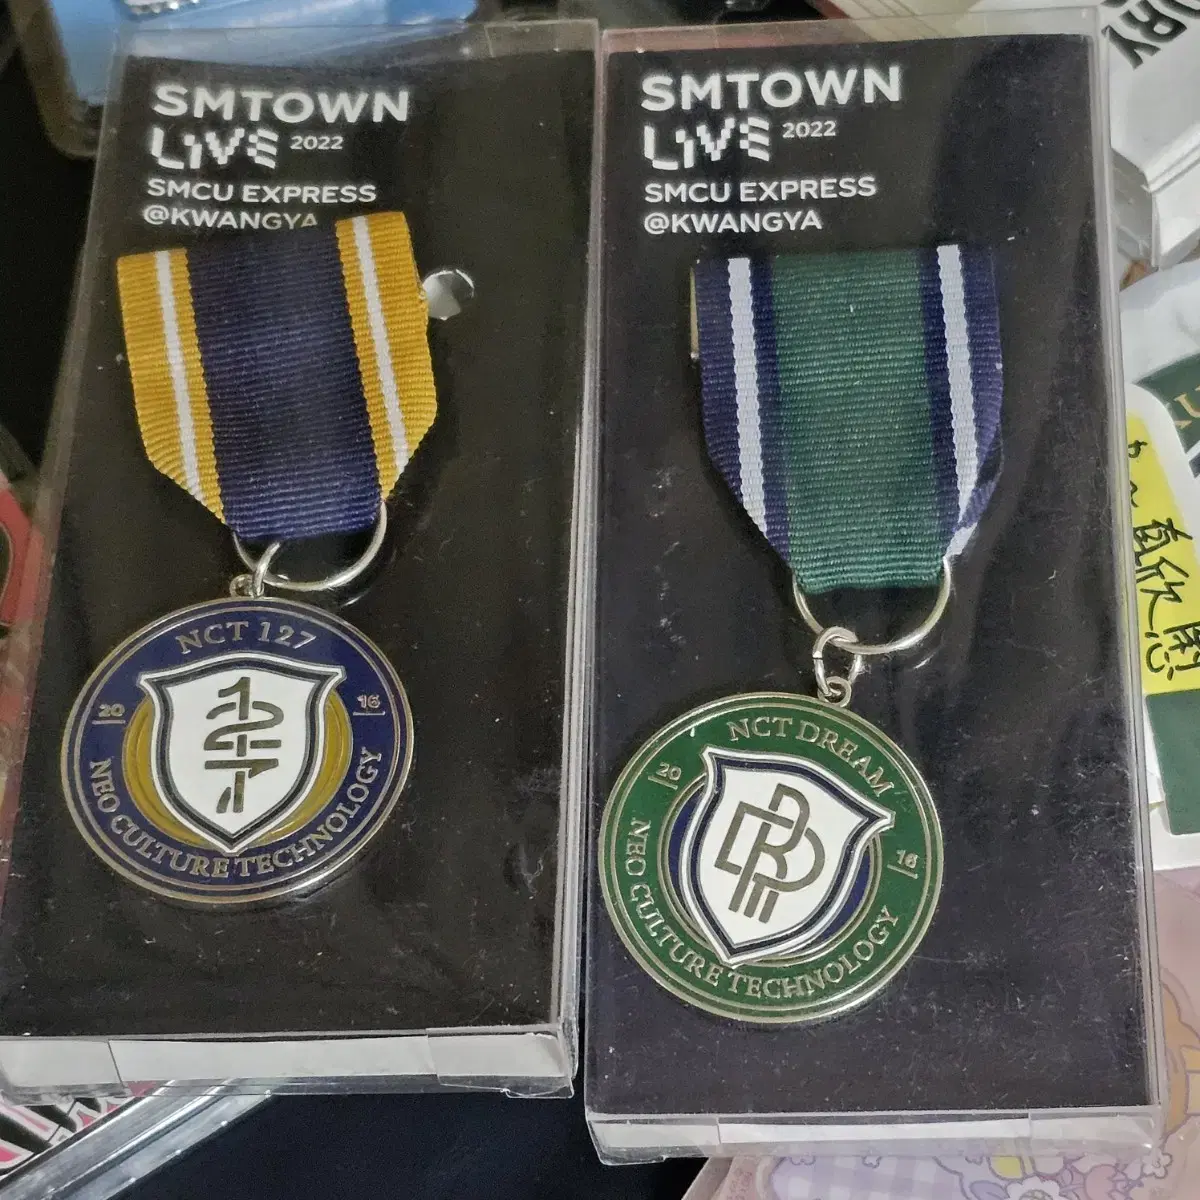 SMTOWN
LIVE 2022
SMCU EXPRESS
@KWANGYA
NCT 127
20 16
NEO CULTURE TECHNOLOGY
SMTOWN
LIVE 2022
SMCU EXPRESS
@KWANGYA
NCT DREAM
20 16
NEO CULTURE TECHNOLOGY